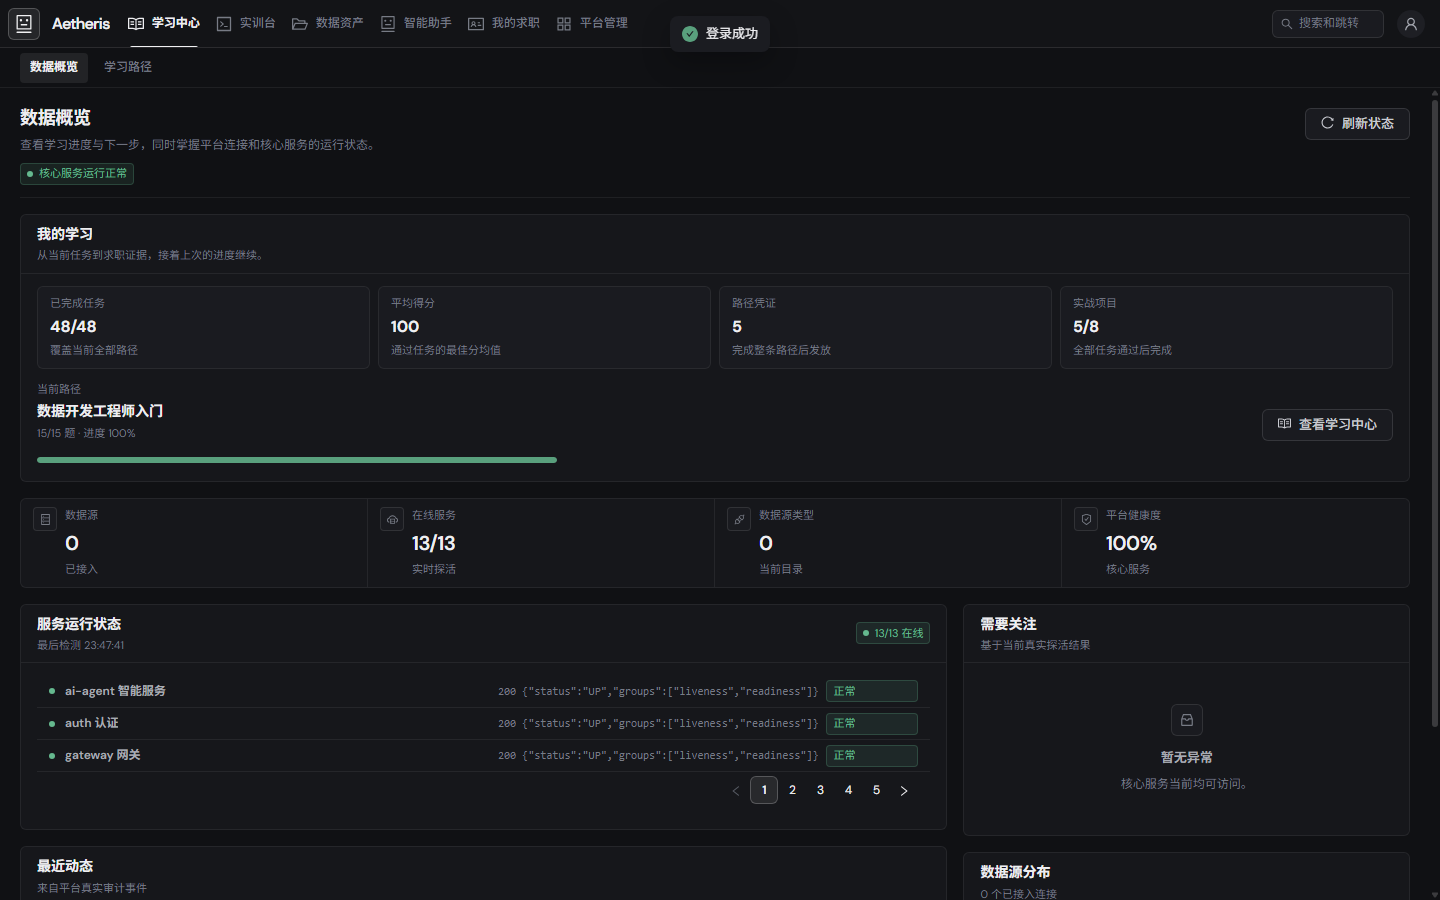 Aetheris
学习中心
实训台
数据资产
智能助手
我的求职
平台管理
登录成功
搜索和跳转
数据概览
学习路径
数据概览
查看学习进度与下一步，同时掌握平台连接和核心服务的运行状态。
核心服务运行正常
刷新状态
我的学习
从当前任务到求职证据，接着上次的进度继续。
已完成任务
48/48
覆盖当前全部路径
平均得分
100
通过任务的最佳分均值
路径凭证
5
完成整条路径后发放
实战项目
5/8
全部任务通过后完成
当前路径
数据开发工程师入门
15/15 题 · 进度 100%
查看学习中心
数据源
0
已接入
在线服务
13/13
实时探活
数据源类型
0
当前目录
平台健康度
100%
核心服务
服务运行状态
最后检测 23:47:41
13/13 在线
ai-agent 智能服务
200 {"status":"UP","groups":["liveness","readiness"]}
正常
auth 认证
200 {"status":"UP","groups":["liveness","readiness"]}
正常
gateway 网关
200 {"status":"UP","groups":["liveness","readiness"]}
正常
1 2 3 4 5
需要关注
基于当前真实探活结果
暂无异常
核心服务当前均可访问。
最近动态
来自平台真实审计事件
数据源分布
0 个已接入连接